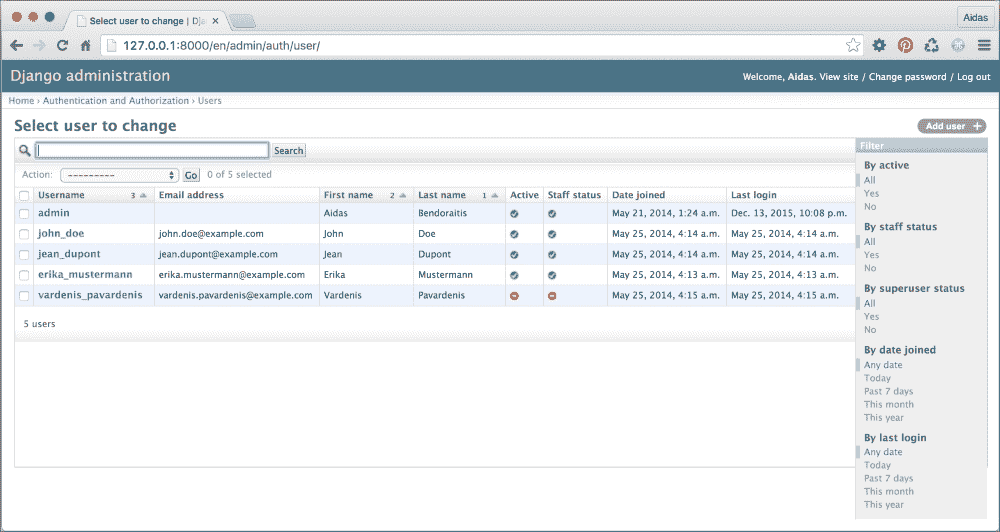 Select user to change | Dja
Aidas
127.0.0.1:8000/en/admin/auth/user/
Django administration
Welcome, Aidas. View site / Change password / Log out
Home › Authentication and Authorization › Users
Select user to change
Add user +
Search
Filter
Action: --------- Go 0 of 5 selected
Username 3 Email address First name 2 Last name 1 Active Staff status Date joined Last login
admin Aidas Bendoraitis May 21, 2014, 1:24 a.m. Dec. 13, 2015, 10:08 p.m.
john_doe john.doe@example.com John Doe May 25, 2014, 4:14 a.m. May 25, 2014, 4:14 a.m.
jean_dupont jean.dupont@example.com Jean Dupont May 25, 2014, 4:14 a.m. May 25, 2014, 4:14 a.m.
erika_mustermann erika.mustermann@example.com Erika Mustermann May 25, 2014, 4:13 a.m. May 25, 2014, 4:13 a.m.
vardenis_pavardenis vardenis.pavardenis@example.com Vardenis Pavardenis May 25, 2014, 4:15 a.m. May 25, 2014, 4:15 a.m.
5 users
By active
All
Yes
No
By staff status
All
Yes
No
By superuser status
All
Yes
No
By date joined
Any date
Today
Past 7 days
This month
This year
By last login
Any date
Today
Past 7 days
This month
This year